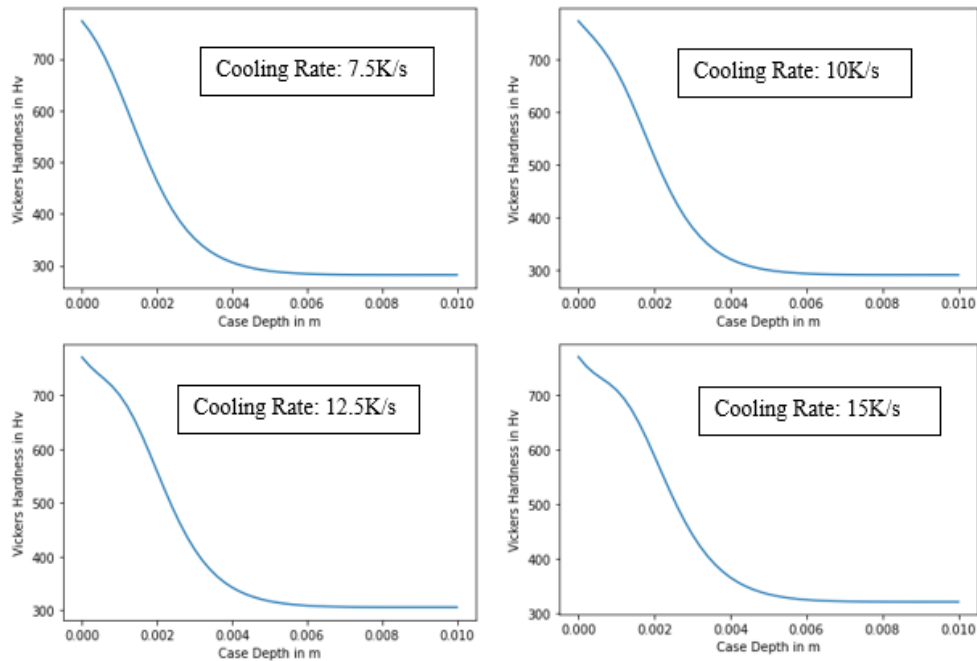 700
600
500
400
300
Vickers Hardness in Hv
Cooling Rate: 7.5K/s
0.000 0.002 0.004 0.006 0.008 0.010
Case Depth in m
700
600
500
400
300
Vickers Hardness in Hv
Cooling Rate: 10K/s
0.000 0.002 0.004 0.006 0.008 0.010
Case Depth in m
700
600
500
400
300
Vickers Hardness in Hv
Cooling Rate: 12.5K/s
0.000 0.002 0.004 0.006 0.008 0.010
Case Depth in m
700
600
500
400
300
Vickers Hardness in Hv
Cooling Rate: 15K/s
0.000 0.002 0.004 0.006 0.008 0.010
Case Depth in m